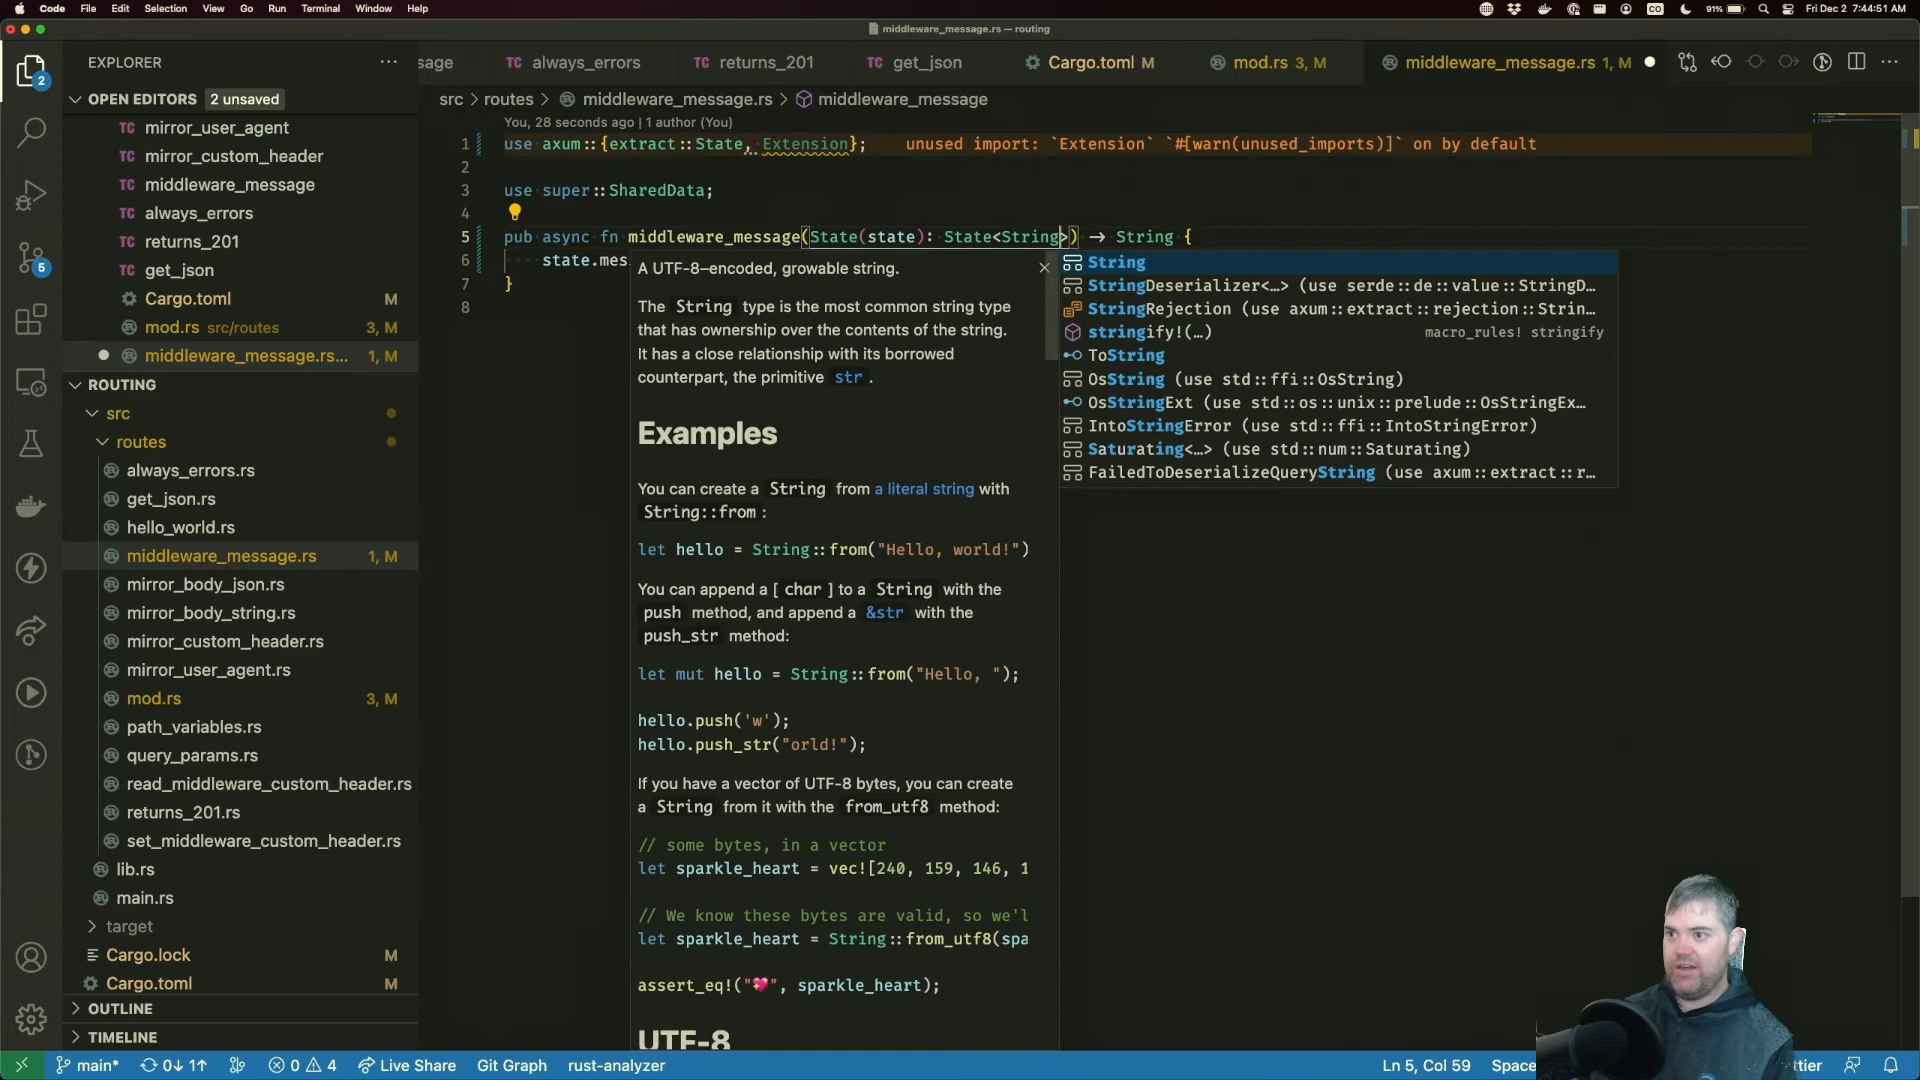 Code File Edit Selection View Go Run Terminal Window Help
91% Fri Dec 2 7:44:51 AM
middleware_message.rs — routing
EXPLORER
sage always_errors returns_201 get_json Cargo.toml M mod.rs 3, M middleware_message.rs 1, M
OPEN EDITORS 2 unsaved
src > routes > middleware_message.rs > middleware_message
mirror_user_agent
mirror_custom_header
middleware_message
always_errors
returns_201
get_json
Cargo.toml M
mod.rs src/routes 3, M
middleware_message.rs... 1, M
ROUTING
src
routes
always_errors.rs
get_json.rs
hello_world.rs
middleware_message.rs 1, M
mirror_body_json.rs
mirror_body_string.rs
mirror_custom_header.rs
mirror_user_agent.rs
mod.rs 3, M
path_variables.rs
query_params.rs
read_middleware_custom_header.rs
returns_201.rs
set_middleware_custom_header.rs
lib.rs
main.rs
target
Cargo.lock M
Cargo.toml M
OUTLINE
TIMELINE
2
5
You, 28 seconds ago | 1 author (You)
1 use axum::{extract::State, Extension}; unused import: `Extension` `#[warn(unused_imports)]` on by default
2
3 use super::SharedData;
4
5 pub async fn middleware_message(State(state): State<String>) → String {
6 state.mes
7 }
8
A UTF-8–encoded, growable string.
The String type is the most common string type
that has ownership over the contents of the string.
It has a close relationship with its borrowed
counterpart, the primitive str .
Examples
You can create a String from a literal string with
String::from :
let hello = String::from("Hello, world!")
You can append a [ char ] to a String with the
push method, and append a &str with the
push_str method:
let mut hello = String::from("Hello, ");
hello.push('w');
hello.push_str("orld!");
If you have a vector of UTF-8 bytes, you can create
a String from it with the from_utf8 method:
// some bytes, in a vector
let sparkle_heart = vec![240, 159, 146, 1
// We know these bytes are valid, so we'l
let sparkle_heart = String::from_utf8(spa
assert_eq!("💖", sparkle_heart);
UTF-8
String
StringDeserializer<…> (use serde::de::value::StringD…
StringRejection (use axum::extract::rejection::Strin…
stringify!(…) macro_rules! stringify
ToString
OsString (use std::ffi::OsString)
OsStringExt (use std::os::unix::prelude::OsStringEx…
IntoStringError (use std::ffi::IntoStringError)
Saturating<…> (use std::num::Saturating)
FailedToDeserializeQueryString (use axum::extract::r…
main* 0↓ 1↑ 0 4 Live Share Git Graph rust-analyzer Ln 5, Col 59 Space ttier